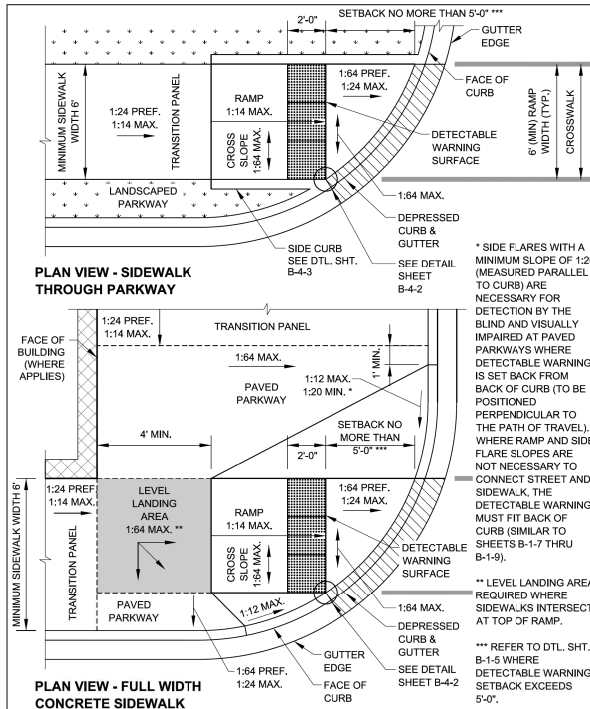 SETBACK NO MORE THAN 5'-0" ***
2'-0"
GUTTER
EDGE
FACE OF
CURB
MINIMUM SIDEWALK
WIDTH 6'
1:24 PREF.
1:14 MAX.
TRANSITION PANEL
RAMP
1:14 MAX.
CROSS
SLOPE
1:64 MAX.
1:64 PREF.
1:24 MAX.
DETECTABLE
WARNING
SURFACE
6' (MIN) RAMP
WIDTH (TYP.)
CROSSWALK
1:64 MAX.
LANDSCAPED
PARKWAY
DEPRESSED
CURB &
GUTTER
SIDE CURB
SEE DTL. SHT.
B-4-3
SEE DETAIL
SHEET
B-4-2
PLAN VIEW - SIDEWALK
THROUGH PARKWAY
* SIDE FLARES WITH A
MINIMUM SLOPE OF 1:20
(MEASURED PARALLEL
TO CURB) ARE
NECESSARY FOR
DETECTION BY THE
BLIND AND VISUALLY
IMPAIRED AT PAVED
PARKWAYS WHERE
DETECTABLE WARNING
IS SET BACK FROM
BACK OF CURB (TO BE
POSITIONED
PERPENDICULAR TO
THE PATH OF TRAVEL).
WHERE RAMP AND SIDE
FLARE SLOPES ARE
NOT NECESSARY TO
CONNECT STREET AND
SIDEWALK, THE
DETECTABLE WARNING
MUST FIT BACK OF
CURB (SIMILAR TO
SHEETS B-1-7 THRU
B-1-9).
** LEVEL LANDING AREA
REQUIRED WHERE
SIDEWALKS INTERSECT
AT TOP OF RAMP.
*** REFER TO DTL. SHT.
B-1-5 WHERE
DETECTABLE WARNING
SETBACK EXCEEDS
5'-0".
FACE OF
BUILDING
(WHERE
APPLIES)
1:24 PREF.
1:14 MAX.
TRANSITION PANEL
1:64 MAX.
PAVED
PARKWAY
1:12 MAX.
1:20 MIN. *
1' MIN.
4' MIN.
2'-0"
SETBACK NO
MORE THAN
5'-0" ***
MINIMUM SIDEWALK WIDTH 6'
1:24 PREF.
1:14 MAX.
TRANSITION PANEL
LEVEL
LANDING
AREA
1:64 MAX. **
RAMP
1:14 MAX.
CROSS
SLOPE
1:64 MAX.
1:64 PREF.
1:24 MAX.
DETECTABLE
WARNING
SURFACE
PAVED
PARKWAY
1:12 MAX.
1:64 MAX.
DEPRESSED
CURB &
GUTTER
1:64 PREF.
1:24 MAX.
GUTTER
EDGE
FACE OF
CURB
SEE DETAIL
SHEET B-4-2
PLAN VIEW - FULL WIDTH
CONCRETE SIDEWALK